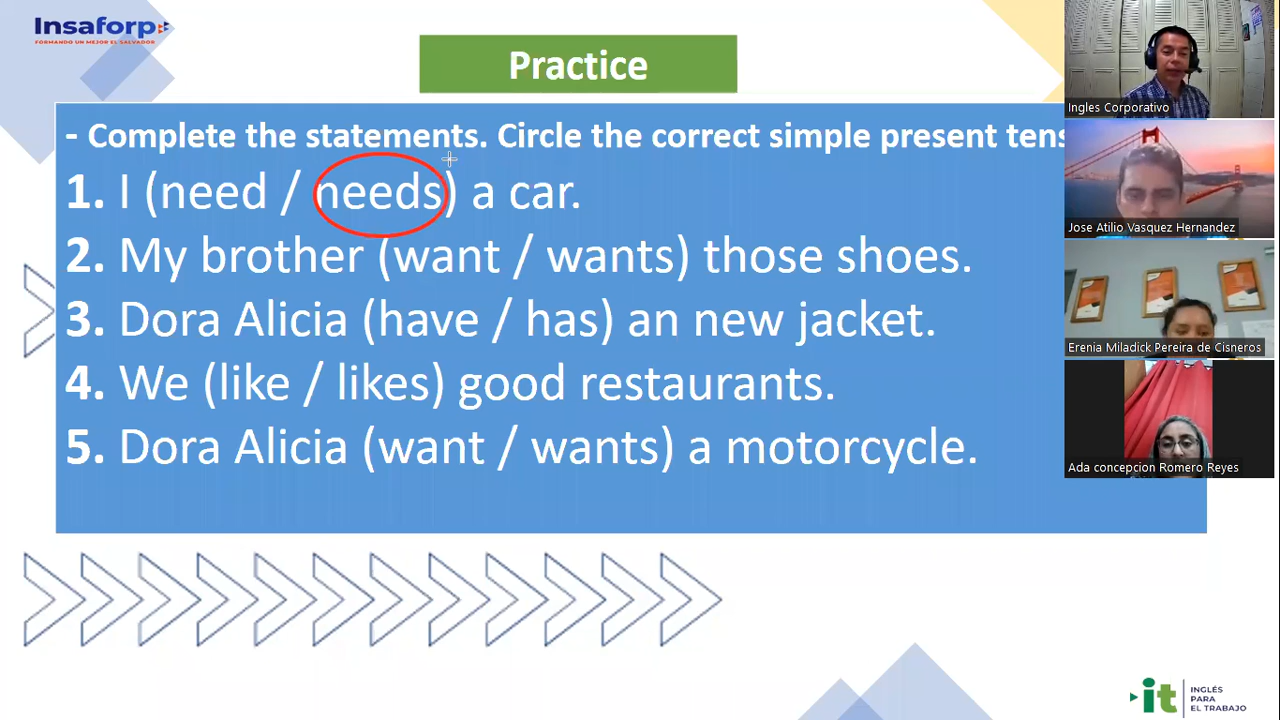 Insaforp
FORMANDO UN MEJOR EL SALVADOR
Practice
- Complete the statements. Circle the correct simple present tens
1. I (need / needs) a car.
2. My brother (want / wants) those shoes.
3. Dora Alicia (have / has) an new jacket.
4. We (like / likes) good restaurants.
5. Dora Alicia (want / wants) a motorcycle.
Ingles Corporativo
Jose Atilio Vasquez Hernandez
Erenia Miladick Pereira de Cisneros
Ada concepcion Romero Reyes
it
INGLÉS
PARA
EL TRABAJO